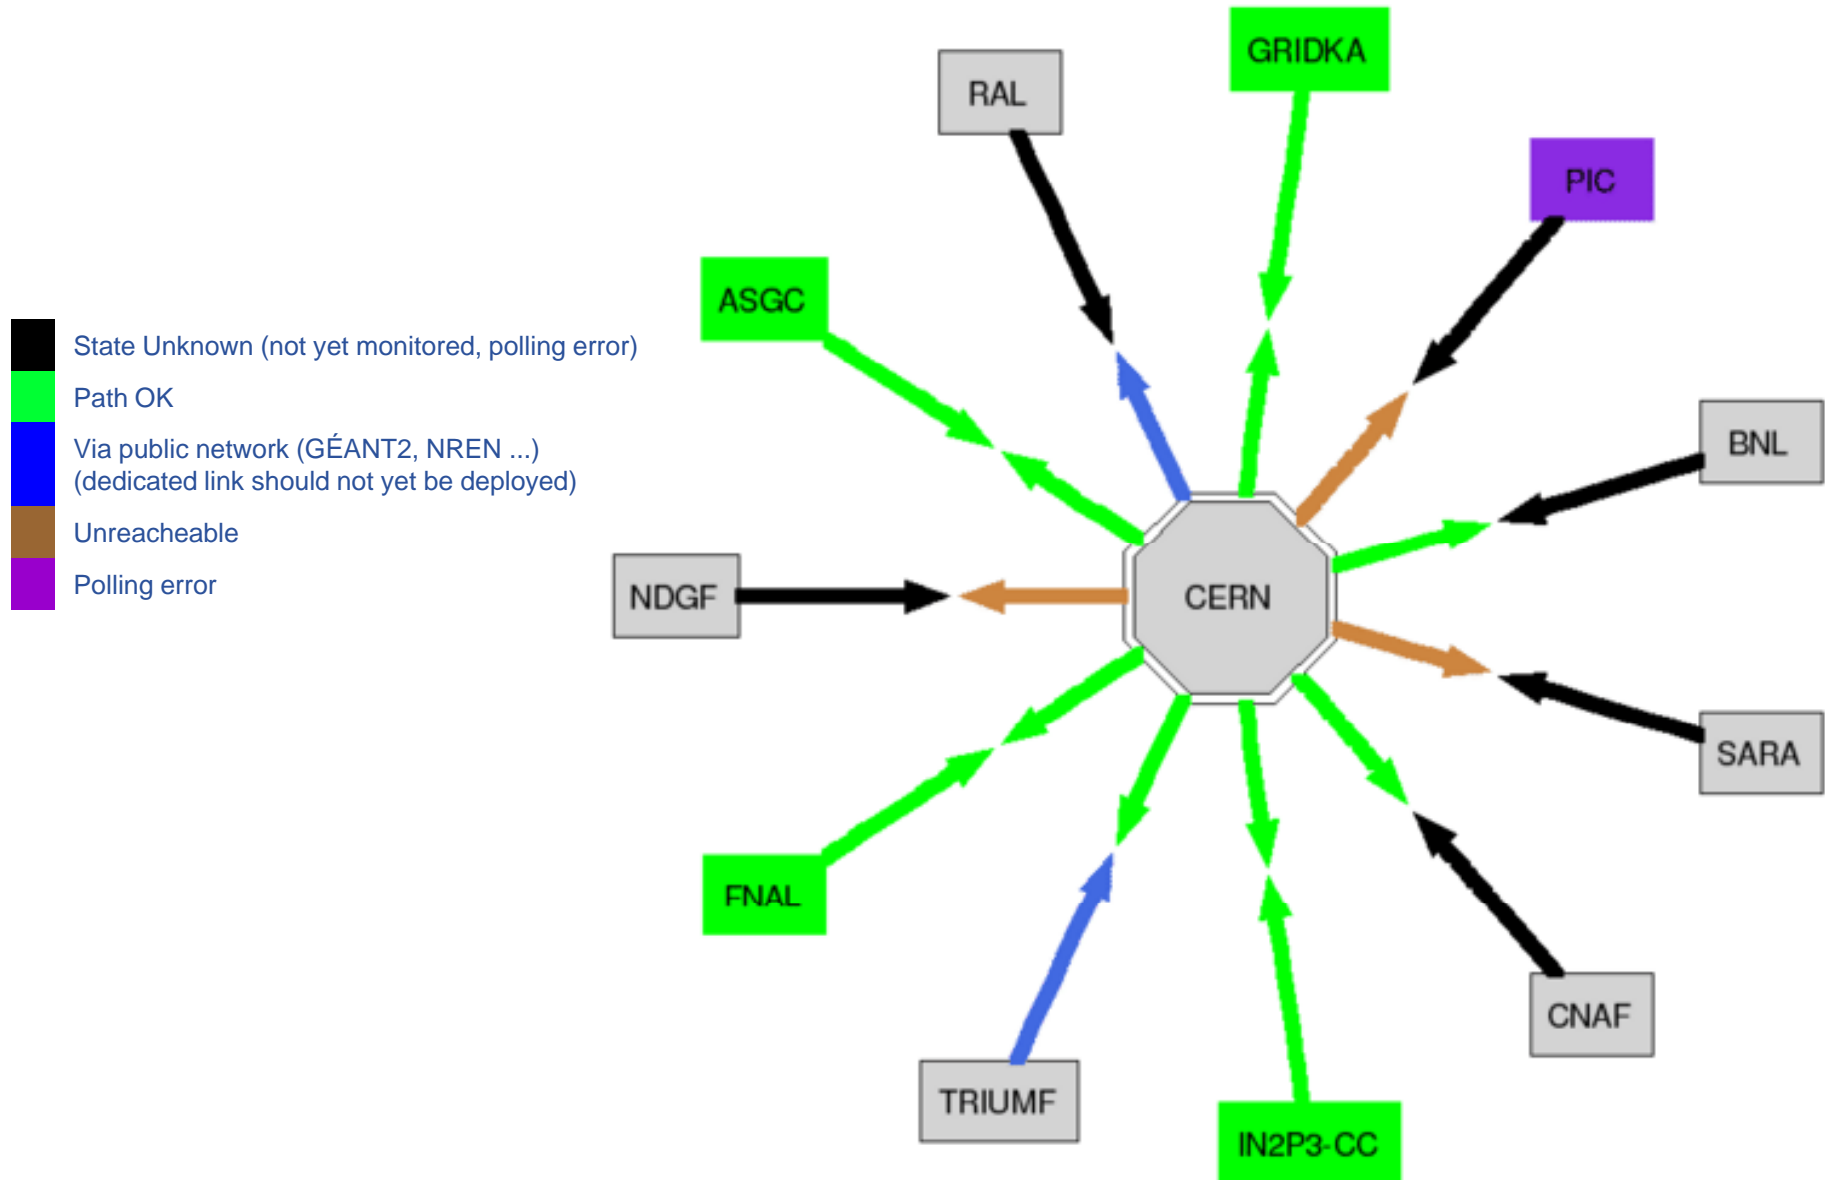 State Unknown (not yet monitored, polling error)
Path OK
Via public network (GÉANT2, NREN ...)
(dedicated link should not yet be deployed)
Unreacheable
Polling error
GRIDKA
RAL
PIC
ASGC
BNL
NDGF
CERN
SARA
FNAL
CNAF
TRIUMF
IN2P3-CC